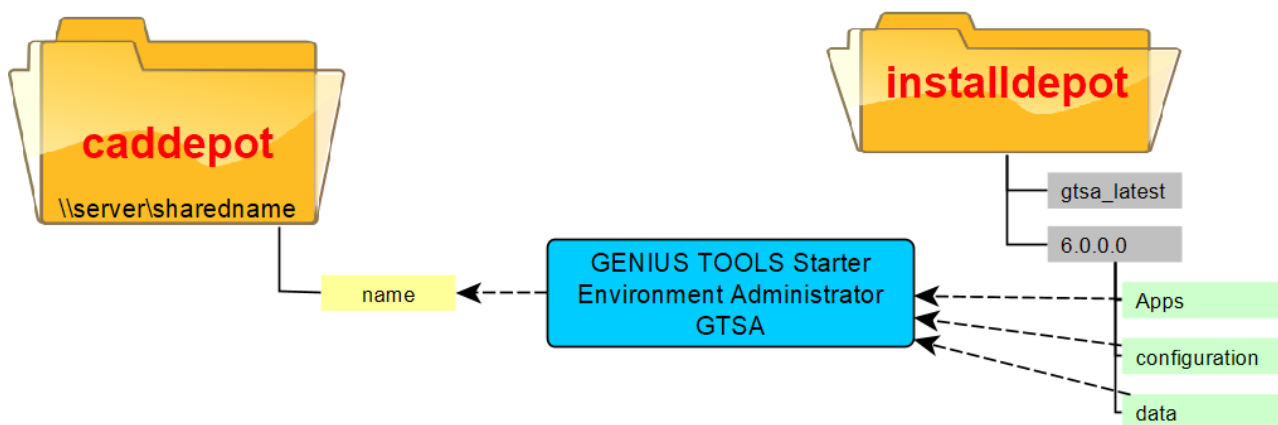 caddepot
\\server\sharedname
name
GENIUS TOOLS Starter
Environment Administrator
GTSA
installdepot
gtsa_latest
6.0.0.0
Apps
configuration
data